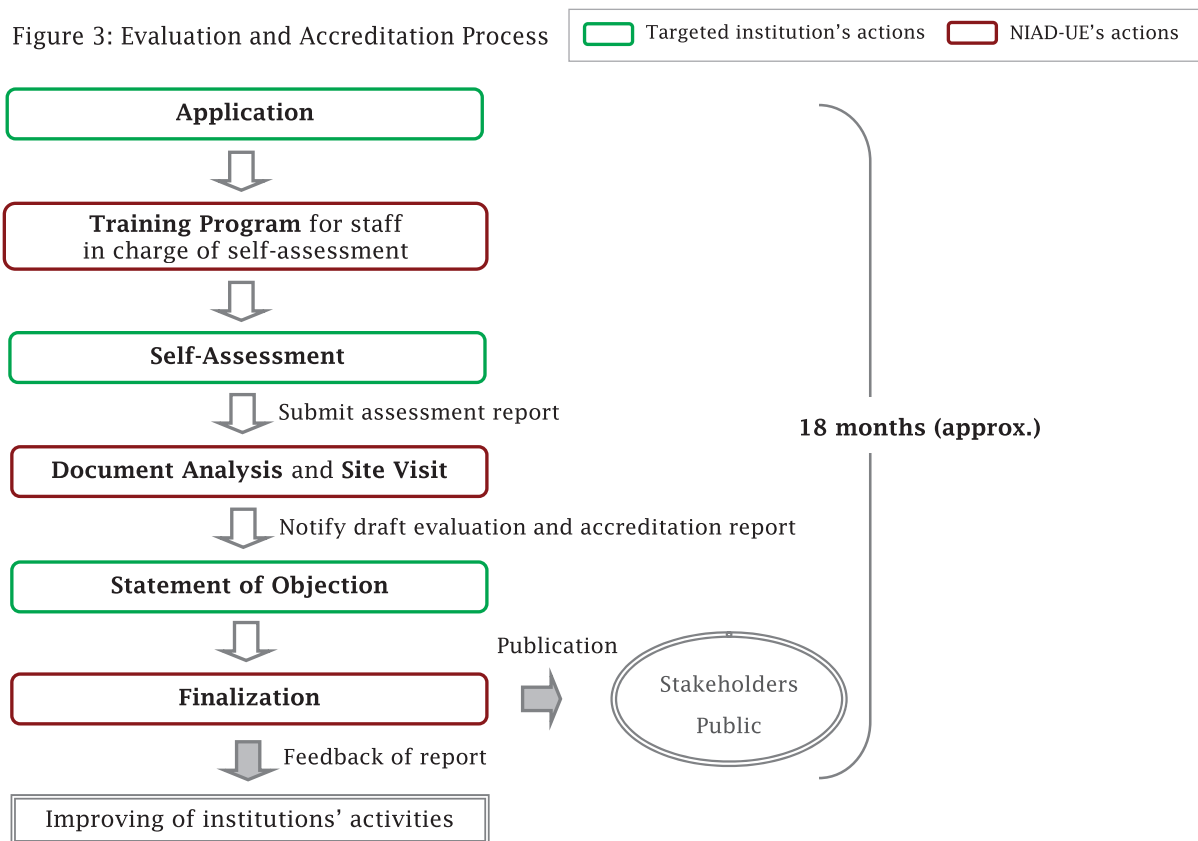 Figure 3: Evaluation and Accreditation Process
Targeted institution's actions
NIAD-UE's actions
Application
Training Program for staff
in charge of self-assessment
Self-Assessment
Submit assessment report
18 months (approx.)
Document Analysis and Site Visit
Notify draft evaluation and accreditation report
Statement of Objection
Publication
Finalization
Stakeholders
Public
Feedback of report
Improving of institutions' activities